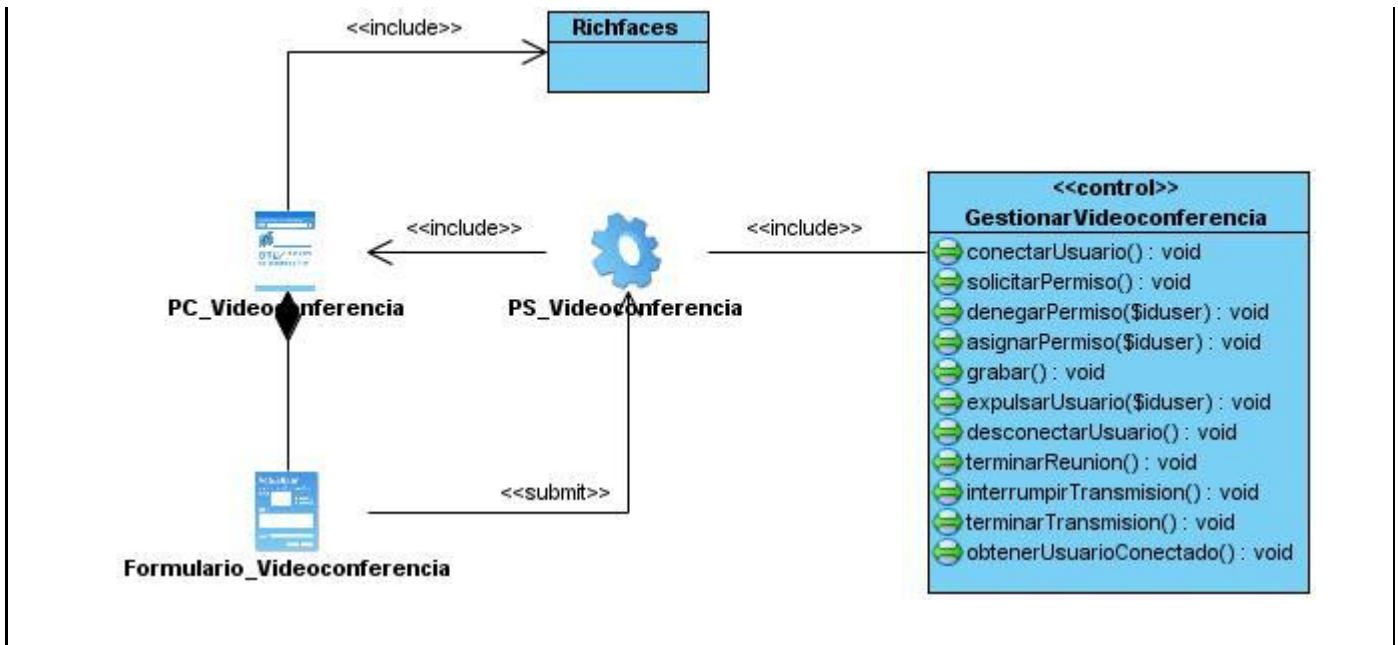 <<include>>
Richfaces
<<control>>
GestionarVideoconferencia
<<include>>
<<include>>
conectarUsuario() : void
solicitarPermiso() : void
denegarPermiso($iduser) : void
asignarPermiso($iduser) : void
grabar() : void
expulsarUsuario($iduser) : void
desconectarUsuario() : void
terminarReunion() : void
interrumpirTransmision() : void
terminarTransmision() : void
obtenerUsuarioConectado() : void
PC_Videoconferencia
PS_Videoconferencia
<<submit>>
Formulario_Videoconferencia